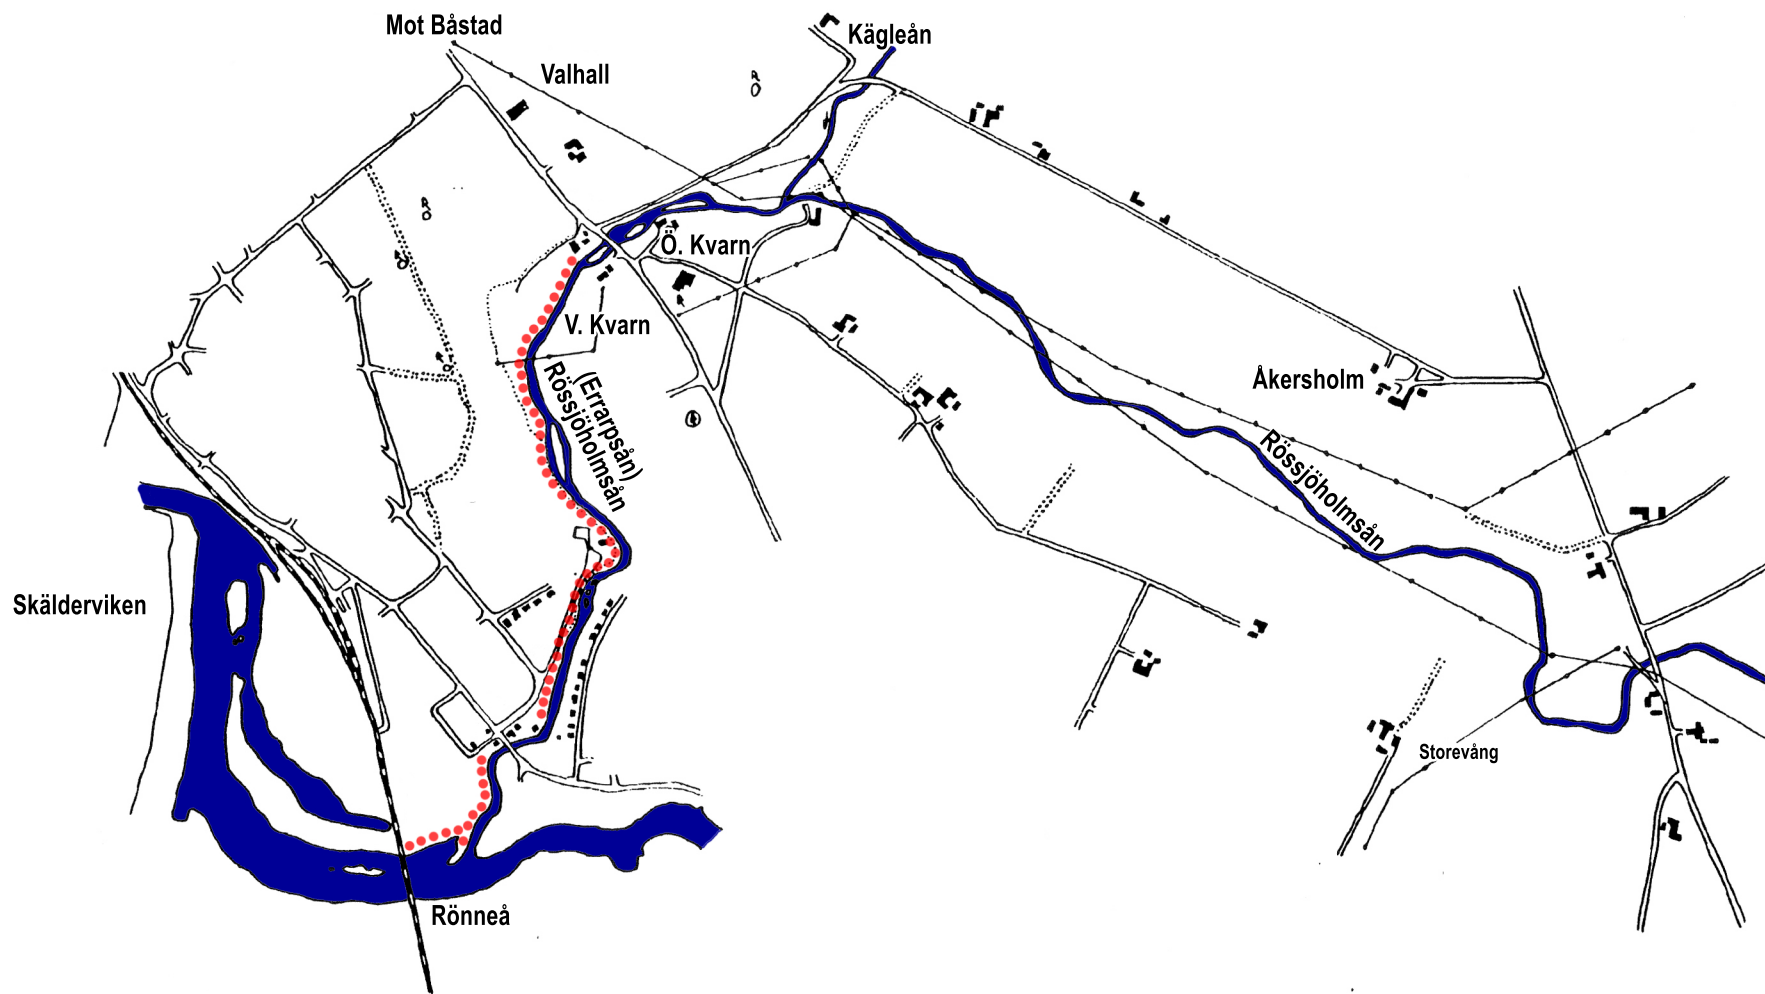 Mot Båstad
Kägleån
Valhall
Ö. Kvarn
V. Kvarn
(Errarpsån)
Rössjöholmsån
Åkersholm
Rössjöholmsån
Skälderviken
Storevång
Rönneå